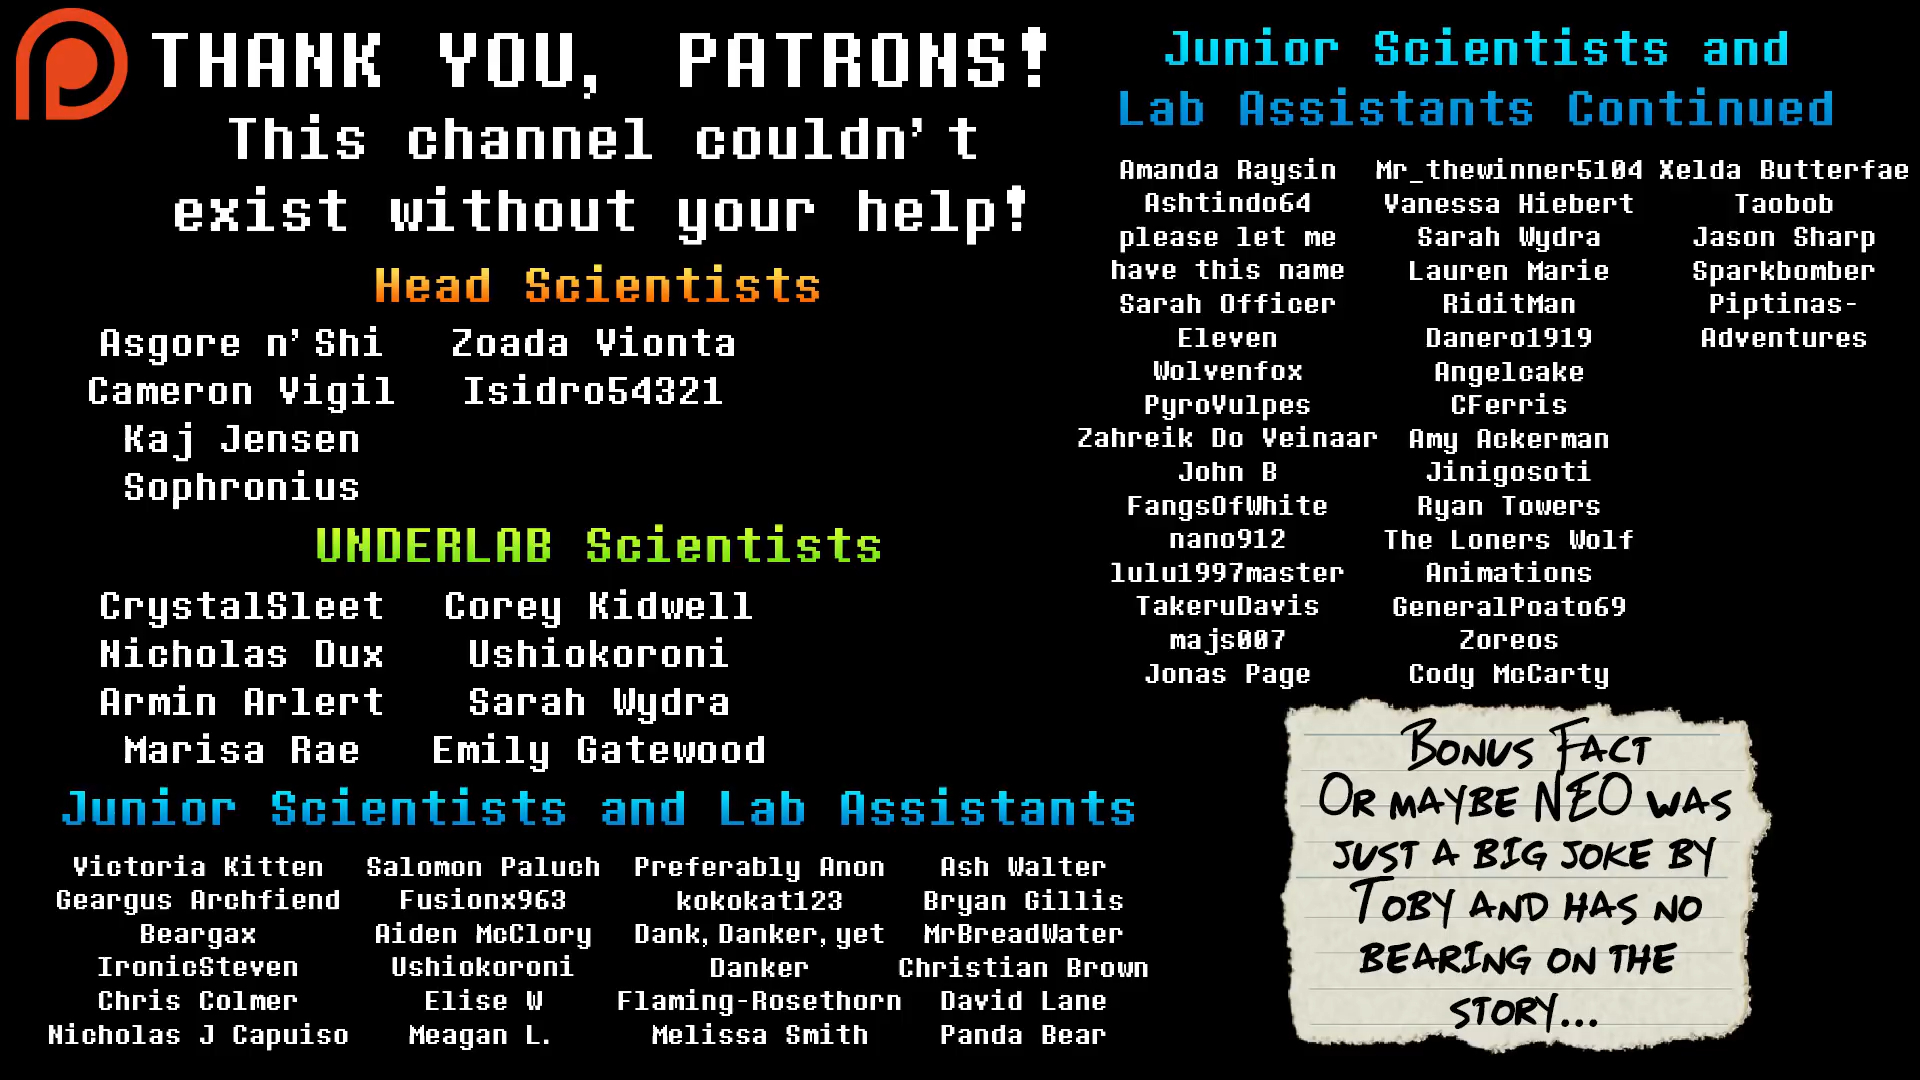 THANK YOU, PATRONS!
This channel couldn't
exist without your help!
Head Scientists
Asgore n'Shi
Cameron Vigil
Kaj Jensen
Sophronius
Zoada Vionta
Isidro54321
UNDERLAB Scientists
CrystalSleet
Nicholas Dux
Armin Arlert
Marisa Rae
Corey Kidwell
Ushiokoroni
Sarah Wydra
Emily Gatewood
Junior Scientists and Lab Assistants
Victoria Kitten
Geargus Archfiend
Beargax
IronicSteven
Chris Colmer
Nicholas J Capuiso
Salomon Paluch
Fusionx963
Aiden McClory
Ushiokoroni
Elise W
Meagan L.
Preferably Anon
kokokat123
Dank, Danker, yet
Danker
Flaming-Rosethorn
Melissa Smith
Ash Walter
Bryan Gillis
MrBreadWater
Christian Brown
David Lane
Panda Bear
Junior Scientists and
Lab Assistants Continued
Amanda Raysin
Ashtindo64
please let me
have this name
Sarah Officer
Eleven
Wolvenfox
PyroVulpes
Zahreik Do Veinaar
John B
FangsOfWhite
nano912
lulu1997master
TakeruDavis
majs007
Jonas Page
Mr_thewinner5104
Vanessa Hiebert
Sarah Wydra
Lauren Marie
RiditMan
Danero1919
Angelcake
CFerris
Amy Ackerman
Jinigosoti
Ryan Towers
The Loners Wolf
Animations
GeneralPoato69
Zoreos
Cody McCarty
Xelda Butterfae
Taobob
Jason Sharp
Sparkbomber
Piptinas-
Adventures
BONUS FACT
OR MAYBE NEO WAS
JUST A BIG JOKE BY
TOBY AND HAS NO
BEARING ON THE
STORY...